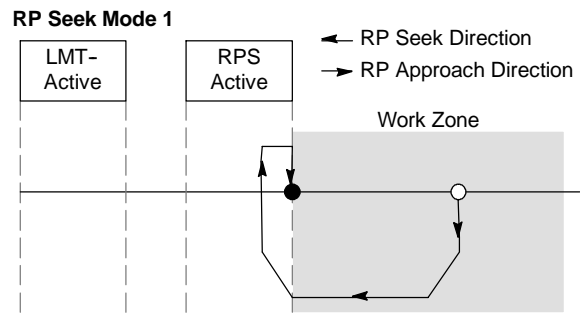 RP Seek Mode 1
LMT-
Active
RPS
Active
RP Seek Direction
RP Approach Direction
Work Zone